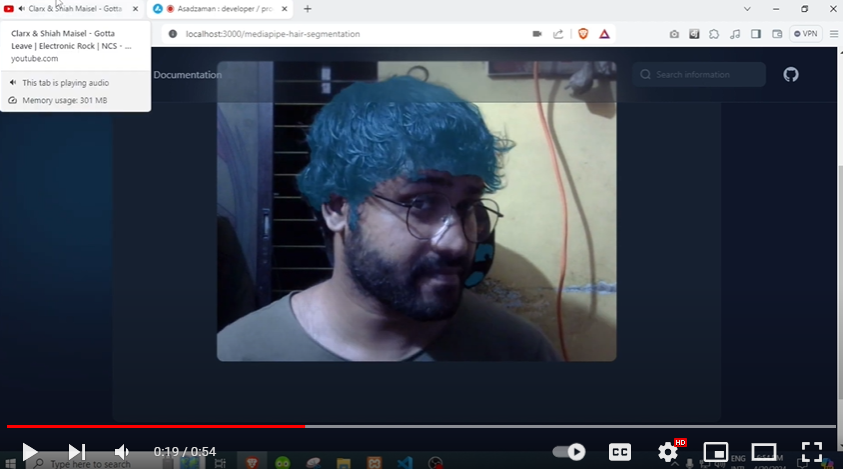 Clarx & Shiah Maisel - Gotta
Asadzaman : developer / pro
localhost:3000/mediapipe-hair-segmentation
VPN
Clarx & Shiah Maisel - Gotta
Leave | Electronic Rock | NCS - ...
youtube.com
This tab is playing audio
Memory usage: 301 MB
Documentation
Search information
HD
0:19 / 0:54
CC
Type here to search
ENG